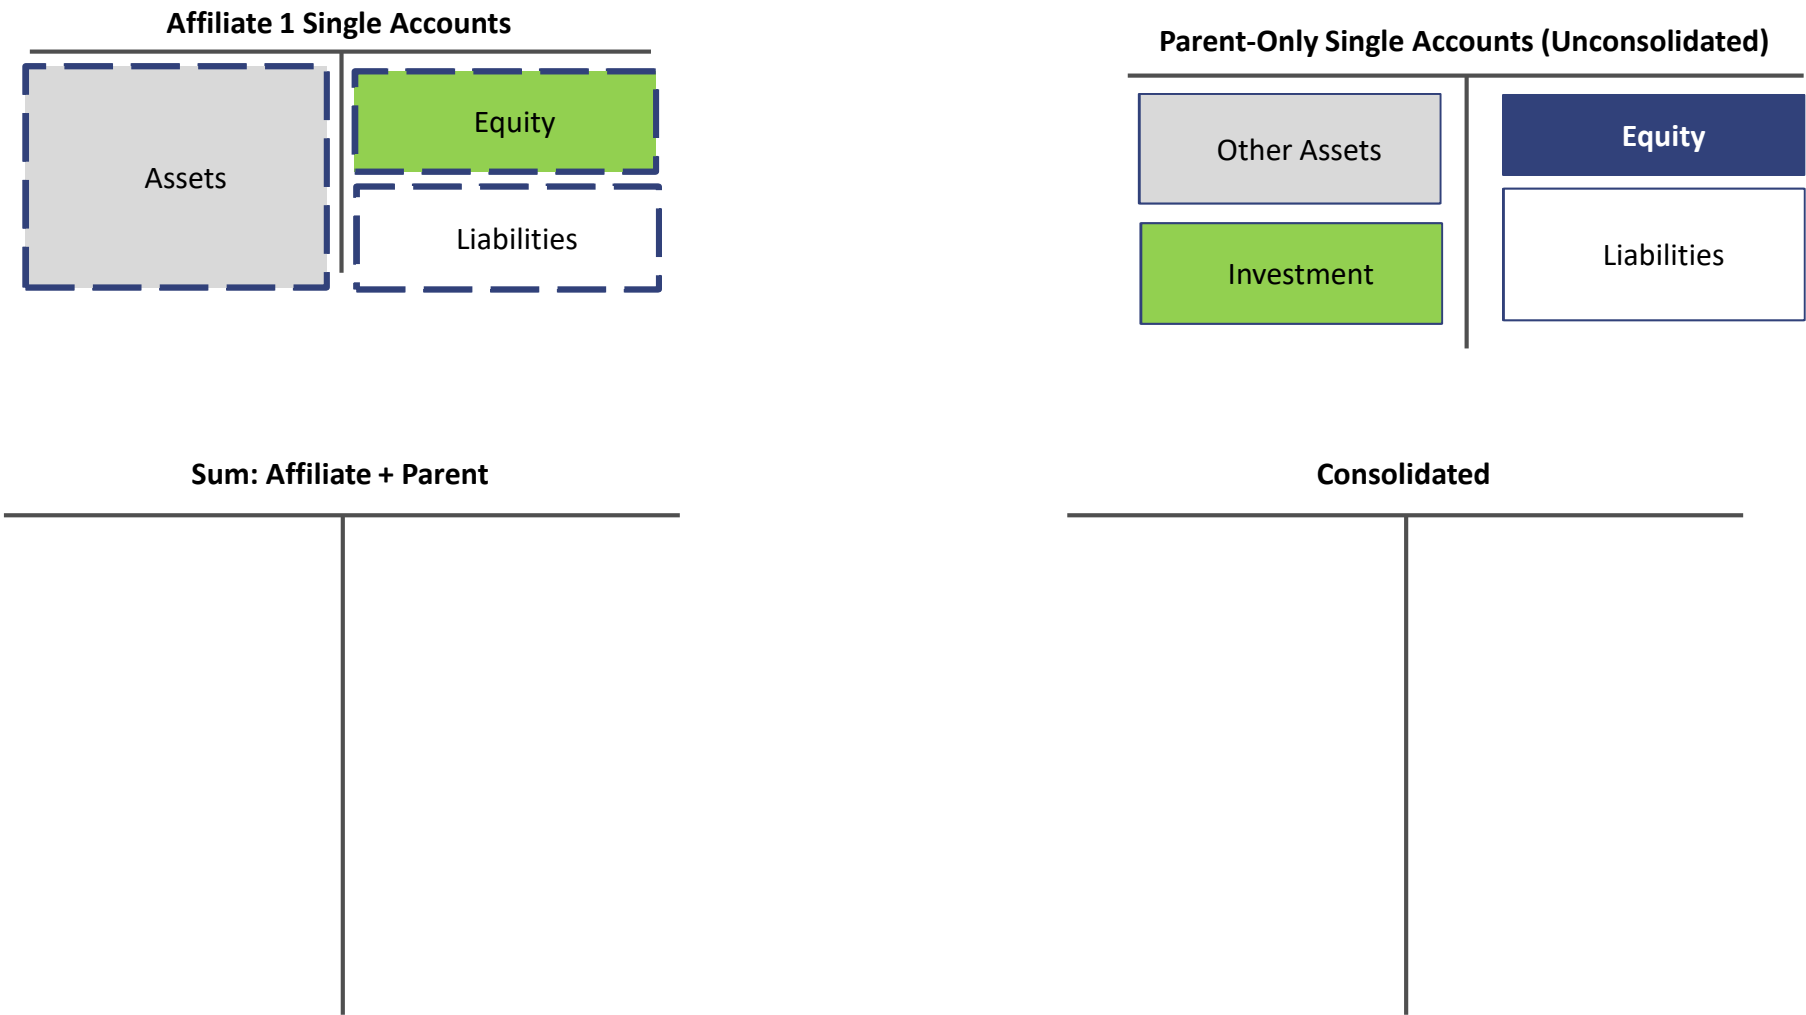 Affiliate 1 Single Accounts
Assets
Equity
Liabilities
Parent-Only Single Accounts (Unconsolidated)
Other Assets
Investment
Equity
Liabilities
Sum: Affiliate + Parent
Consolidated